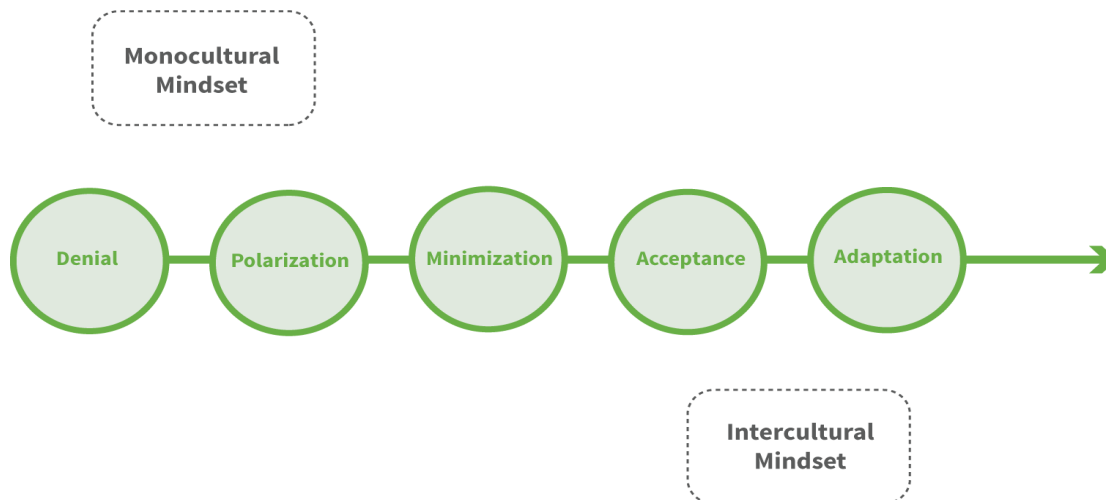 Monocultural
Mindset
Denial
Polarization
Minimization
Acceptance
Adaptation
Intercultural
Mindset